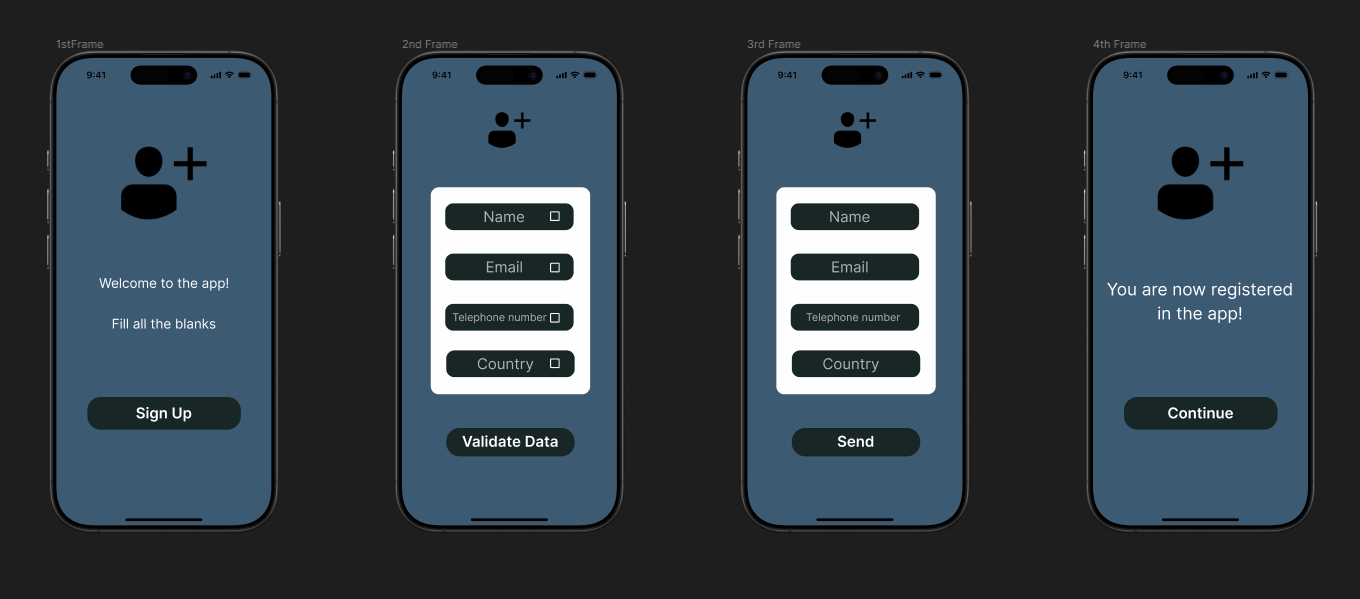 1stFrame
9:41
Welcome to the app!
Fill all the blanks
Sign Up
2nd Frame
9:41
Name
Email
Telephone number
Country
Validate Data
3rd Frame
9:41
Name
Email
Telephone number
Country
Send
4th Frame
9:41
You are now registered
in the app!
Continue